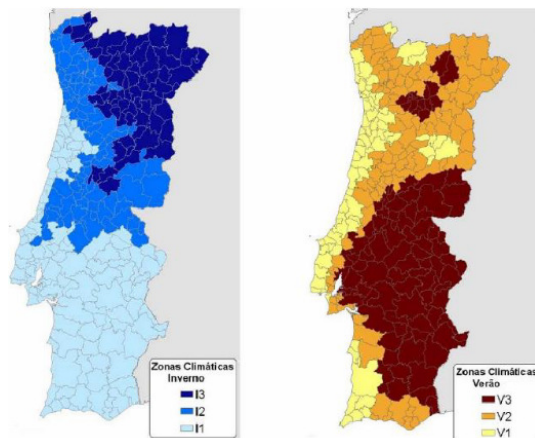 Zonas Climáticas
Inverno
I3
I2
I1
Zonas Climáticas
Verão
V3
V2
V1